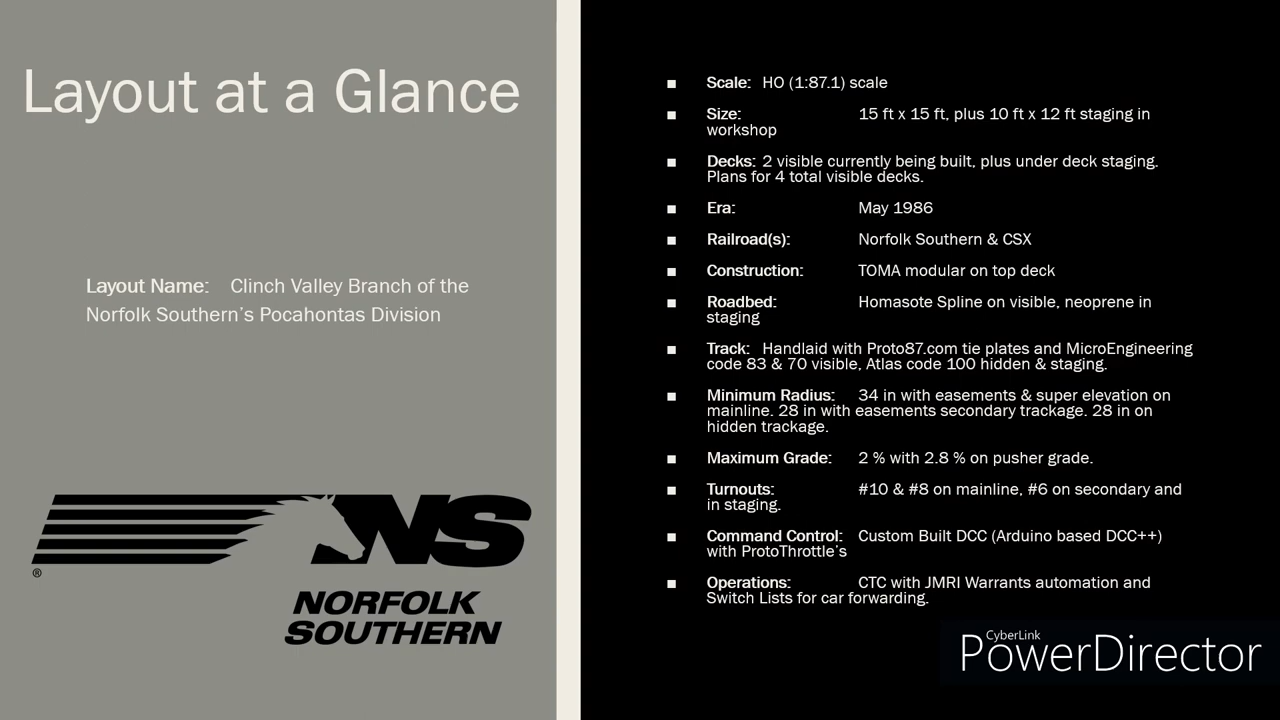 Layout at a Glance
Layout Name: Clinch Valley Branch of the
Norfolk Southern's Pocahontas Division
NS
®
NORFOLK
SOUTHERN
Scale: HO (1:87.1) scale
Size: 15 ft x 15 ft, plus 10 ft x 12 ft staging in
workshop
Decks: 2 visible currently being built, plus under deck staging.
Plans for 4 total visible decks.
Era: May 1986
Railroad(s): Norfolk Southern & CSX
Construction: TOMA modular on top deck
Roadbed: Homasote Spline on visible, neoprene in
staging
Track: Handlaid with Proto87.com tie plates and MicroEngineering
code 83 & 70 visible, Atlas code 100 hidden & staging.
Minimum Radius: 34 in with easements & super elevation on
mainline. 28 in with easements secondary trackage. 28 in on
hidden trackage.
Maximum Grade: 2 % with 2.8 % on pusher grade.
Turnouts: #10 & #8 on mainline, #6 on secondary and
in staging.
Command Control: Custom Built DCC (Arduino based DCC++)
with ProtoThrottle's
Operations: CTC with JMRI Warrants automation and
Switch Lists for car forwarding.
CyberLink
PowerDirector